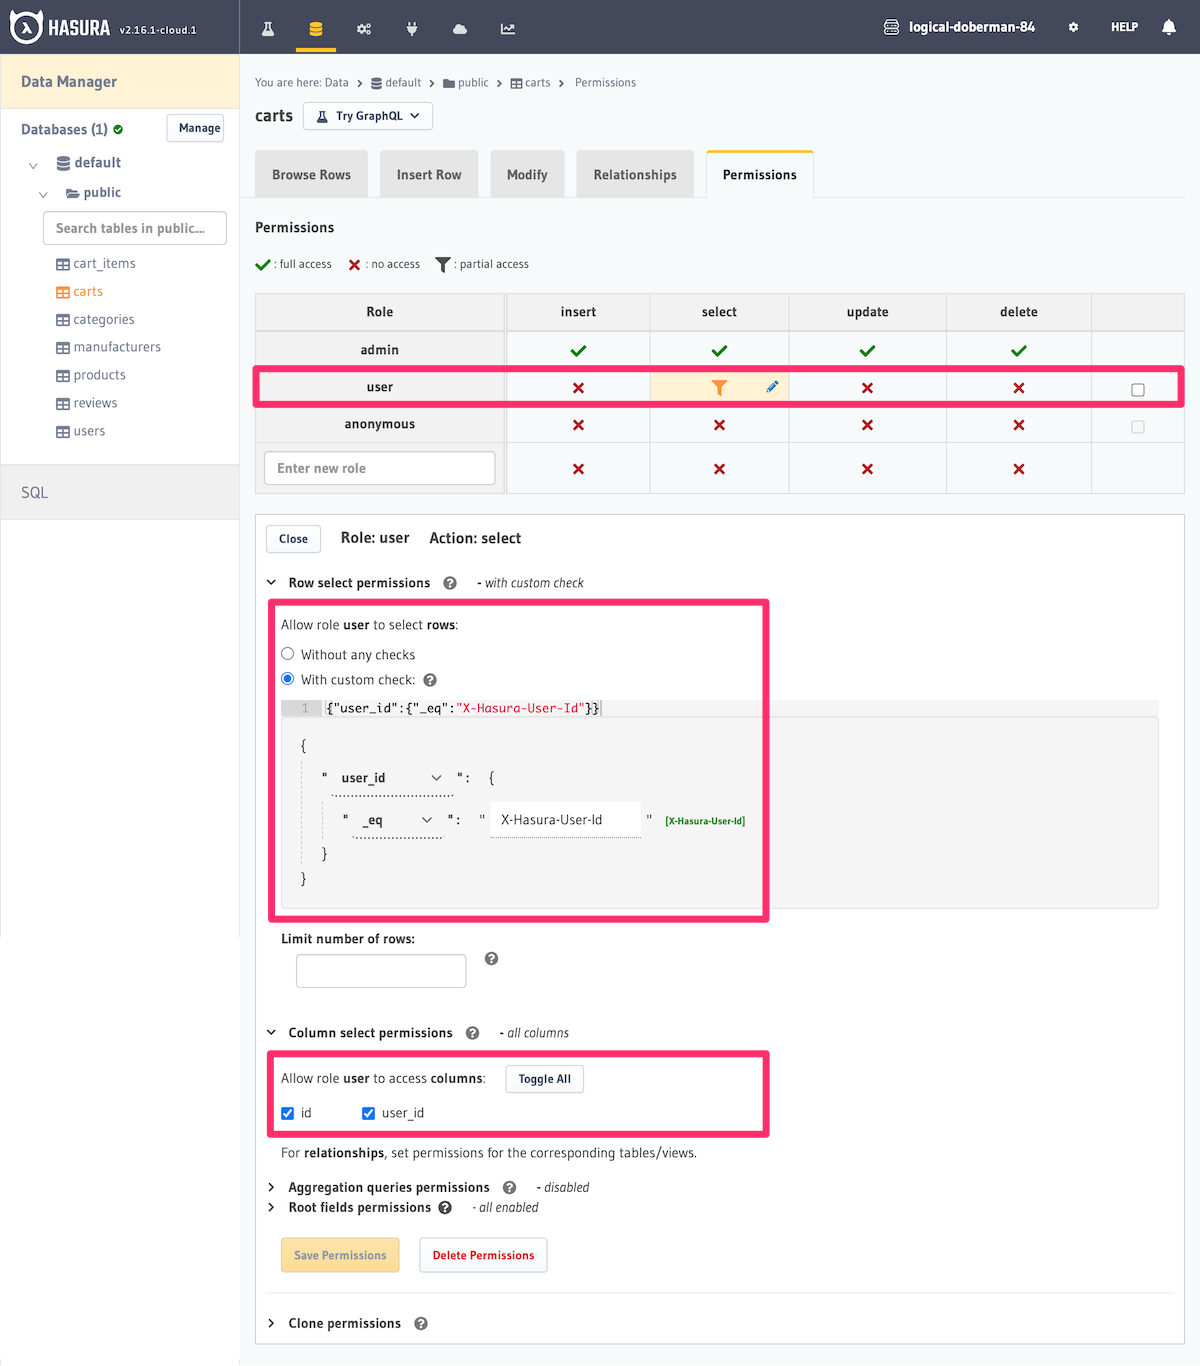 HASURA v2.16.1-cloud.1
logical-doberman-84 HELP
Data Manager
Databases (1) Manage
default
public
Search tables in public....
cart_items
carts
categories
manufacturers
products
reviews
users
SQL
You are here: Data > default > public > carts > Permissions
carts Try GraphQL
Browse Rows Insert Row Modify Relationships Permissions
Permissions
: full access : no access : partial access
Role insert select update delete
admin
user
anonymous
Enter new role
Close Role: user Action: select
Row select permissions ? - with custom check
Allow role user to select rows:
Without any checks
With custom check: ?
1 {"user_id":{"_eq":"X-Hasura-User-Id"}}
{
" user_id ": {
" _eq ": " X-Hasura-User-Id " [X-Hasura-User-Id]
}
}
Limit number of rows:
?
Column select permissions ? - all columns
Allow role user to access columns: Toggle All
id user_id
For relationships, set permissions for the corresponding tables/views.
Aggregation queries permissions ? - disabled
Root fields permissions ? - all enabled
Save Permissions Delete Permissions
Clone permissions ?